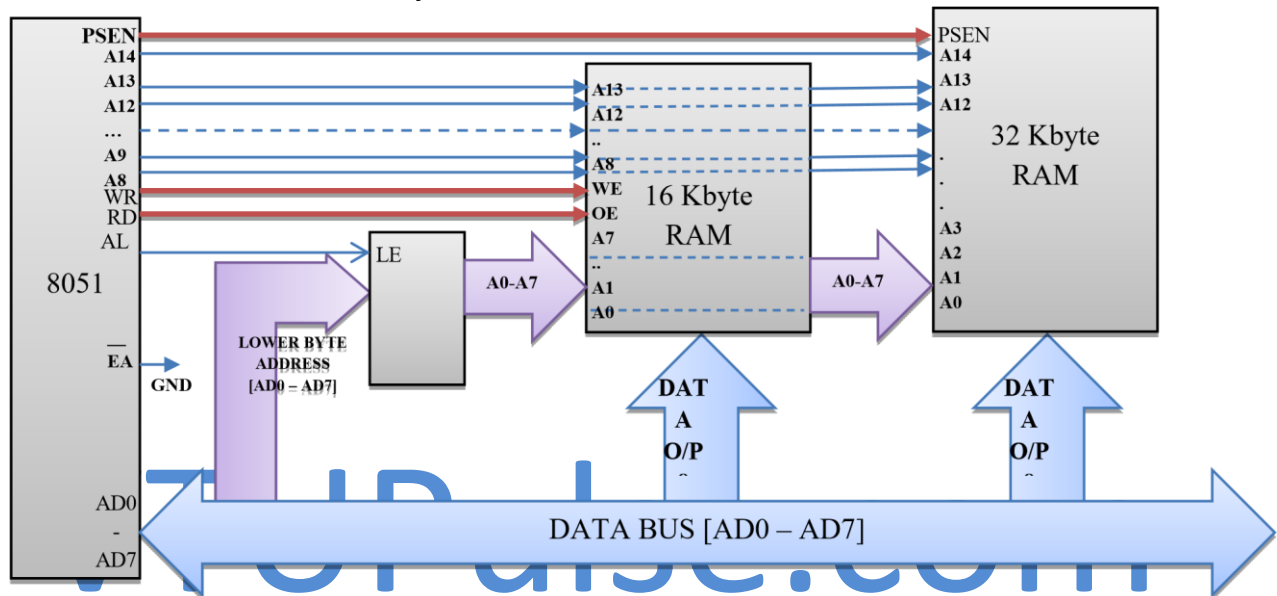 PSEN
A14
A13
A12
...
A9
A8
WR
RD
AL
8051
EA
GND
AD0
-
AD7
LE
LOWER BYTE
ADDRESS
[AD0 – AD7]
A0-A7
A13
A12
..
A8
WE
OE
A7
..
A1
A0
16 Kbyte
RAM
A0-A7
PSEN
A14
A13
A12
.
.
.
A3
A2
A1
A0
32 Kbyte
RAM
DAT
A
O/P
DAT
A
O/P
DATA BUS [AD0 – AD7]
VTUPulse.com